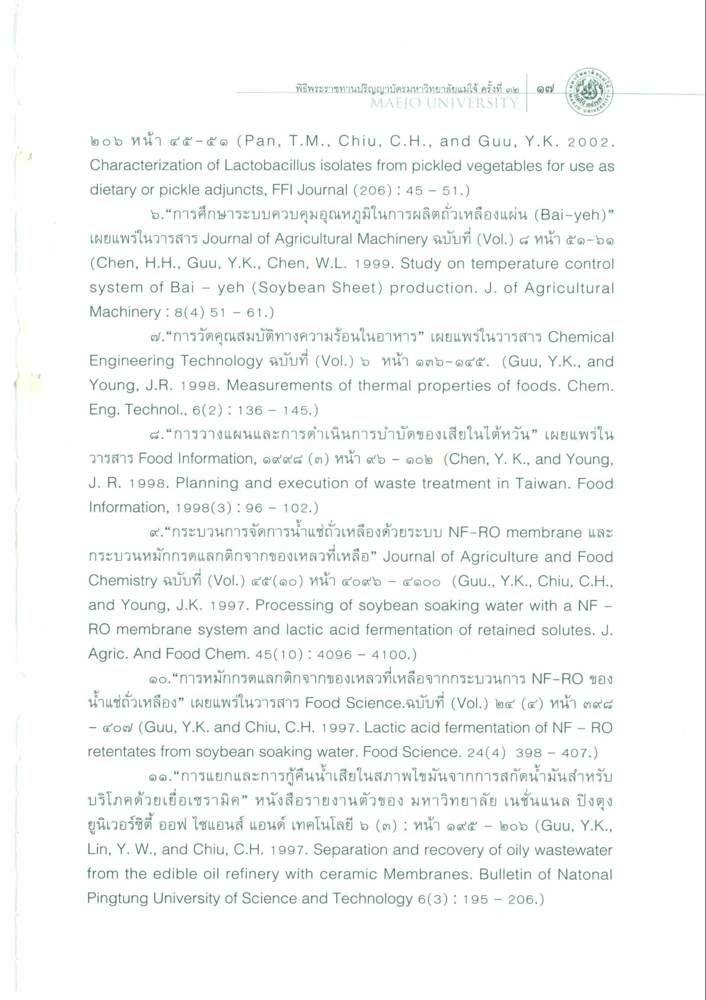 พิธีพระราชทานปริญญาบัตรมหาวิทยาลัยแม่โจ้ ครั้งที่ ๓๒
๑๗
MAEJO UNIVERSITY
มหาวิทยาลัยแม่โจ้
แม่โจ้ ๒๔๗๗
MAEJO UNIVERSITY
๒๐๖ หน้า ๔๕-๕๑ (Pan, T.M., Chiu, C.H., and Guu, Y.K. 2002.
Characterization of Lactobacillus isolates from pickled vegetables for use as
dietary or pickle adjuncts, FFI Journal (206) : 45 – 51.)
๖.“การศึกษาระบบควบคุมอุณหภูมิในการผลิตถั่วเหลืองแผ่น (Bai-yeh)”
เผยแพร่ในวารสาร Journal of Agricultural Machinery ฉบับที่ (Vol.) ๘ หน้า ๕๑-๖๑
(Chen, H.H., Guu, Y.K., Chen, W.L. 1999. Study on temperature control
system of Bai – yeh (Soybean Sheet) production. J. of Agricultural
Machinery : 8(4) 51 – 61.)
๗.“การวัดคุณสมบัติทางความร้อนในอาหาร” เผยแพร่ในวารสาร Chemical
Engineering Technology ฉบับที่ (Vol.) ๖ หน้า ๑๓๖-๑๔๕. (Guu, Y.K., and
Young, J.R. 1998. Measurements of thermal properties of foods. Chem.
Eng. Technol., 6(2) : 136 – 145.)
๘.“การวางแผนและการดำเนินการบำบัดของเสียในไต้หวัน” เผยแพร่ใน
วารสาร Food Information, ๑๙๙๘ (๓) หน้า ๙๖ – ๑๐๒ (Chen, Y. K., and Young,
J. R. 1998. Planning and execution of waste treatment in Taiwan. Food
Information, 1998(3) : 96 – 102.)
๙.“กระบวนการจัดการน้ำแช่ถั่วเหลืองด้วยระบบ NF-RO membrane และ
กระบวนหมักกรดแลกติกจากของเหลวที่เหลือ” Journal of Agriculture and Food
Chemistry ฉบับที่ (Vol.) ๔๕(๑๐) หน้า ๔๐๙๖ – ๔๑๐๐ (Guu., Y.K., Chiu, C.H.,
and Young, J.K. 1997. Processing of soybean soaking water with a NF –
RO membrane system and lactic acid fermentation of retained solutes. J.
Agric. And Food Chem. 45(10) : 4096 – 4100.)
๑๐.“การหมักกรดแลกติกจากของเหลวที่เหลือจากกระบวนการ NF-RO ของ
น้ำแช่ถั่วเหลือง” เผยแพร่ในวารสาร Food Science.ฉบับที่ (Vol.) ๒๔ (๔) หน้า ๓๙๘
– ๔๐๗ (Guu, Y.K. and Chiu, C.H. 1997. Lactic acid fermentation of NF – RO
retentates from soybean soaking water. Food Science. 24(4) 398 – 407.)
๑๑.“การแยกและการกู้คืนน้ำเสียในสภาพไขมันจากการสกัดน้ำมันสำหรับ
บริโภคด้วยเยื่อเซรามิค” หนังสือรายงานตัวของ มหาวิทยาลัย เนชั่นแนล ปิงตุง
ยูนิเวอร์ซิตี้ ออฟ ไซแอนส์ แอนด์ เทคโนโลยี ๖ (๓) : หน้า ๑๙๕ – ๒๐๖ (Guu, Y.K.,
Lin, Y. W., and Chiu, C.H. 1997. Separation and recovery of oily wastewater
from the edible oil refinery with ceramic Membranes. Bulletin of Natonal
Pingtung University of Science and Technology 6(3) : 195 – 206.)